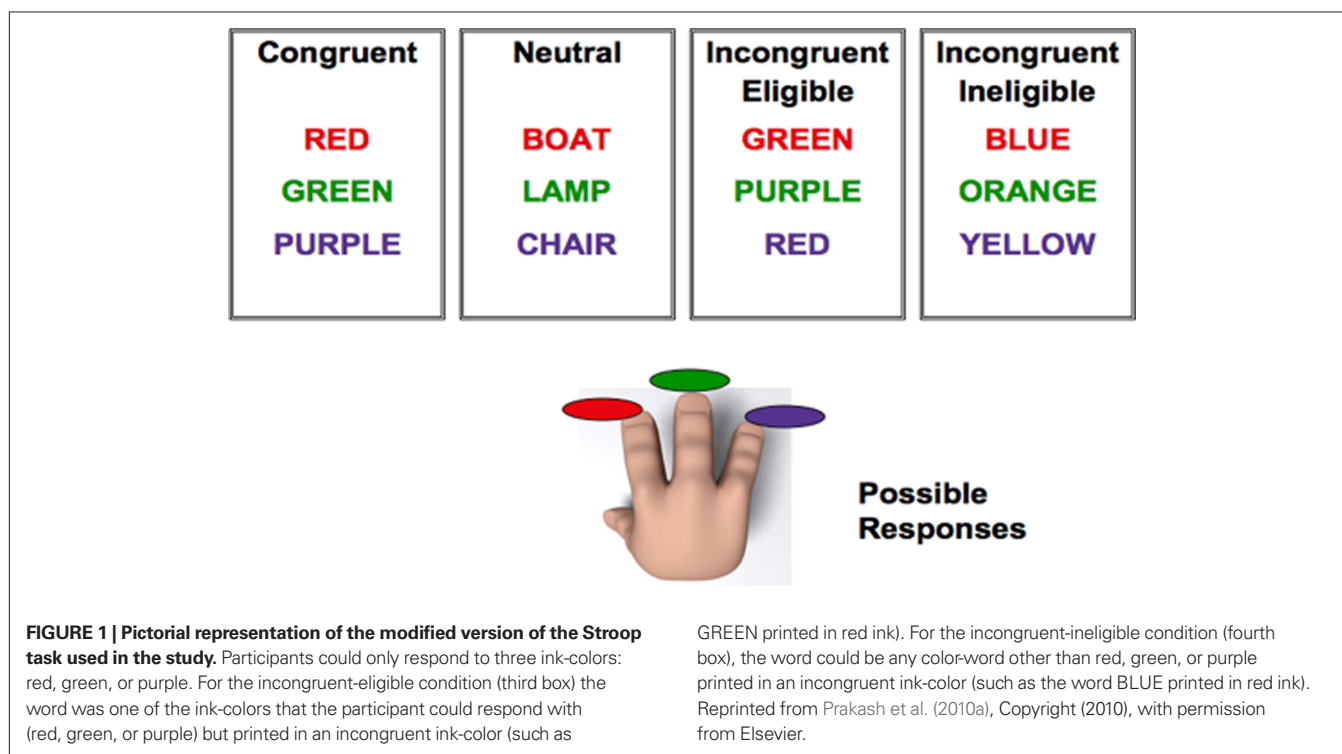 Congruent
RED
GREEN
PURPLE
Neutral
BOAT
LAMP
CHAIR
Incongruent
Eligible
GREEN
PURPLE
RED
Incongruent
Ineligible
BLUE
ORANGE
YELLOW
Possible
Responses
FIGURE 1 | Pictorial representation of the modified version of the Stroop
task used in the study. Participants could only respond to three ink-colors:
red, green, or purple. For the incongruent-eligible condition (third box) the
word was one of the ink-colors that the participant could respond with
(red, green, or purple) but printed in an incongruent ink-color (such as
GREEN printed in red ink). For the incongruent-ineligible condition (fourth
box), the word could be any color-word other than red, green, or purple
printed in an incongruent ink-color (such as the word BLUE printed in red ink).
Reprinted from Prakash et al. (2010a), Copyright (2010), with permission
from Elsevier.